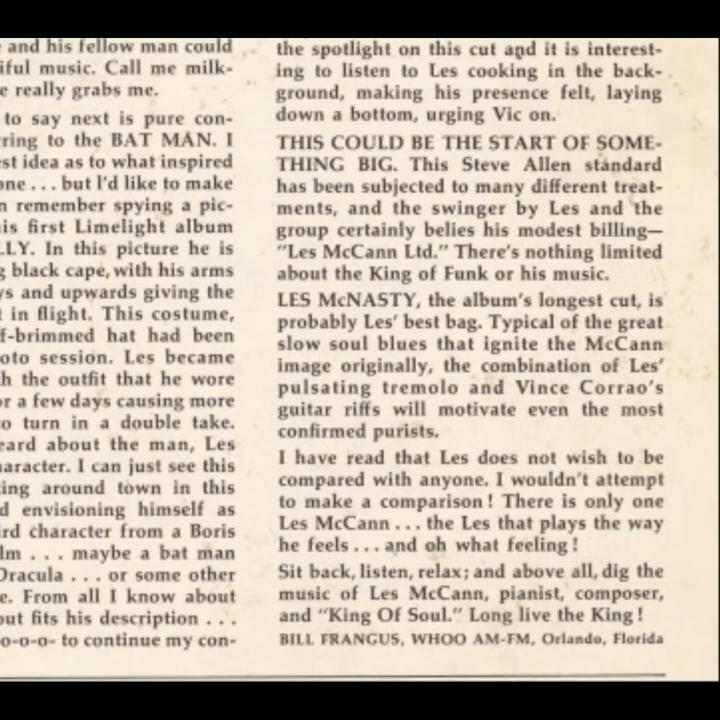 and his fellow man could
iful music. Call me milk-
e really grabs me.
to say next is pure con-
ring to the BAT MAN. I
est idea as to what inspired
one ... but I'd like to make
n remember spying a pic-
is first Limelight album
LLY. In this picture he is
g black cape, with his arms
ys and upwards giving the
t in flight. This costume,
f-brimmed hat had been
oto session. Les became
h the outfit that he wore
or a few days causing more
to turn in a double take.
eard about the man, Les
haracter. I can just see this
ing around town in this
d envisioning himself as
ird character from a Boris
lm ... maybe a bat man
Dracula ... or some other
e. From all I know about
out fits his description ...
o-o-o- to continue my con-
the spotlight on this cut and it is interest-
ing to listen to Les cooking in the back-
ground, making his presence felt, laying
down a bottom, urging Vic on.
THIS COULD BE THE START OF SOME-
THING BIG. This Steve Allen standard
has been subjected to many different treat-
ments, and the swinger by Les and the
group certainly belies his modest billing—
"Les McCann Ltd." There's nothing limited
about the King of Funk or his music.
LES McNASTY, the album's longest cut, is
probably Les' best bag. Typical of the great
slow soul blues that ignite the McCann
image originally, the combination of Les'
pulsating tremolo and Vince Corrao's
guitar riffs will motivate even the most
confirmed purists.
I have read that Les does not wish to be
compared with anyone. I wouldn't attempt
to make a comparison! There is only one
Les McCann ... the Les that plays the way
he feels ... and oh what feeling!
Sit back, listen, relax; and above all, dig the
music of Les McCann, pianist, composer,
and "King Of Soul." Long live the King!
BILL FRANGUS, WHOO AM-FM, Orlando, Florida